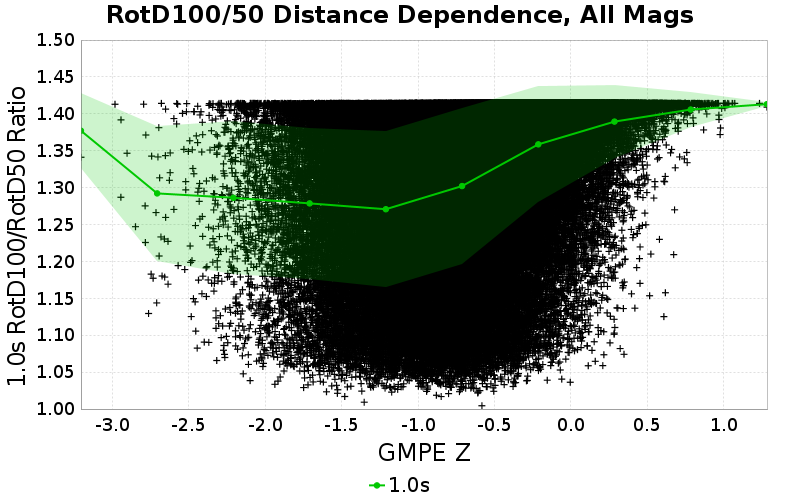 RotD100/50 Distance Dependence, All Mags
1.50
1.45
1.40
1.35
1.30
1.25
1.20
1.15
1.10
1.05
1.00
1.0s RotD100/RotD50 Ratio
-3.0 -2.5 -2.0 -1.5 -1.0 -0.5 0.0 0.5 1.0
GMPE Z
1.0s